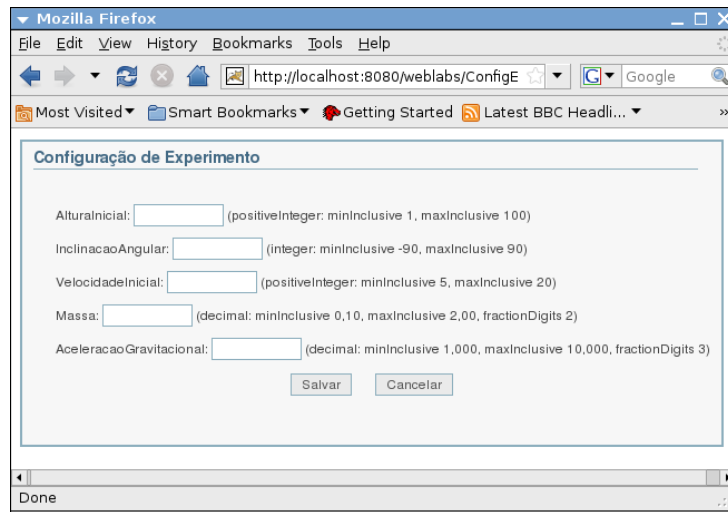 Mozilla Firefox
File Edit View History Bookmarks Tools Help
http://localhost:8080/weblabs/ConfigE G Google
Most Visited Smart Bookmarks Getting Started Latest BBC Headli...
Configuração de Experimento
AlturaInicial: (positiveInteger: minInclusive 1, maxInclusive 100)
InclinacaoAngular: (integer: minInclusive -90, maxInclusive 90)
VelocidadeInicial: (positiveInteger: minInclusive 5, maxInclusive 20)
Massa: (decimal: minInclusive 0,10, maxInclusive 2,00, fractionDigits 2)
AceleracaoGravitacional: (decimal: minInclusive 1,000, maxInclusive 10,000, fractionDigits 3)
Salvar Cancelar
Done